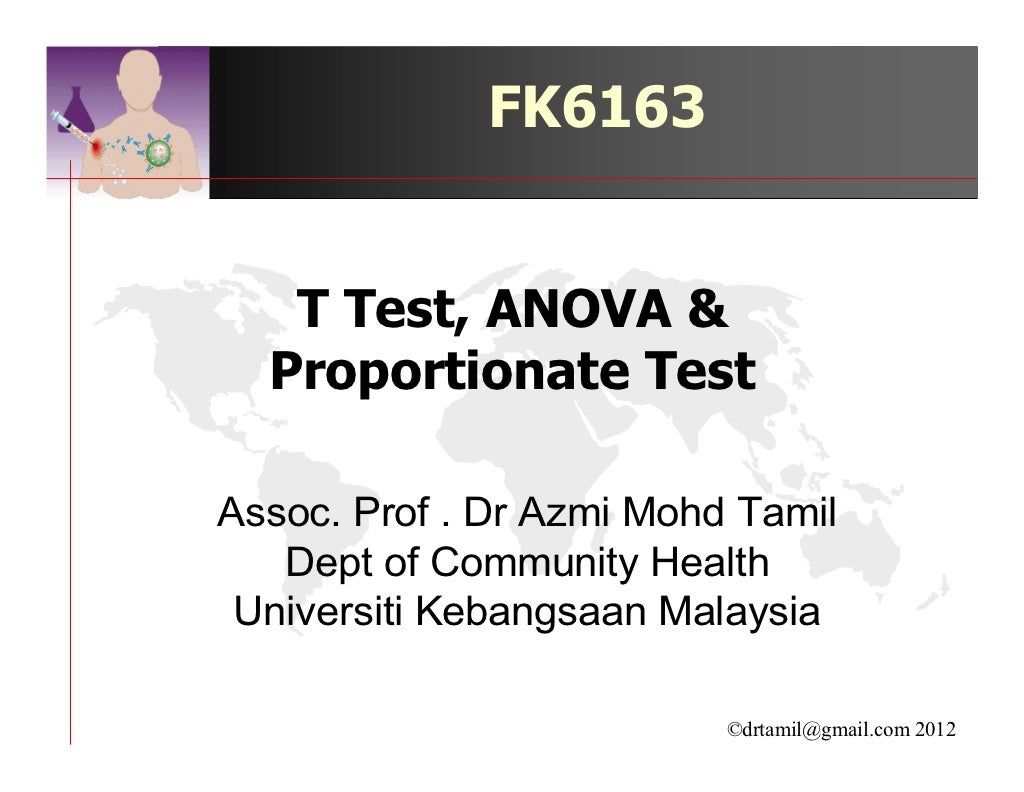 FK6163
T Test, ANOVA &
Proportionate Test
Assoc. Prof . Dr Azmi Mohd Tamil
Dept of Community Health
Universiti Kebangsaan Malaysia
©drtamil@gmail.com 2012